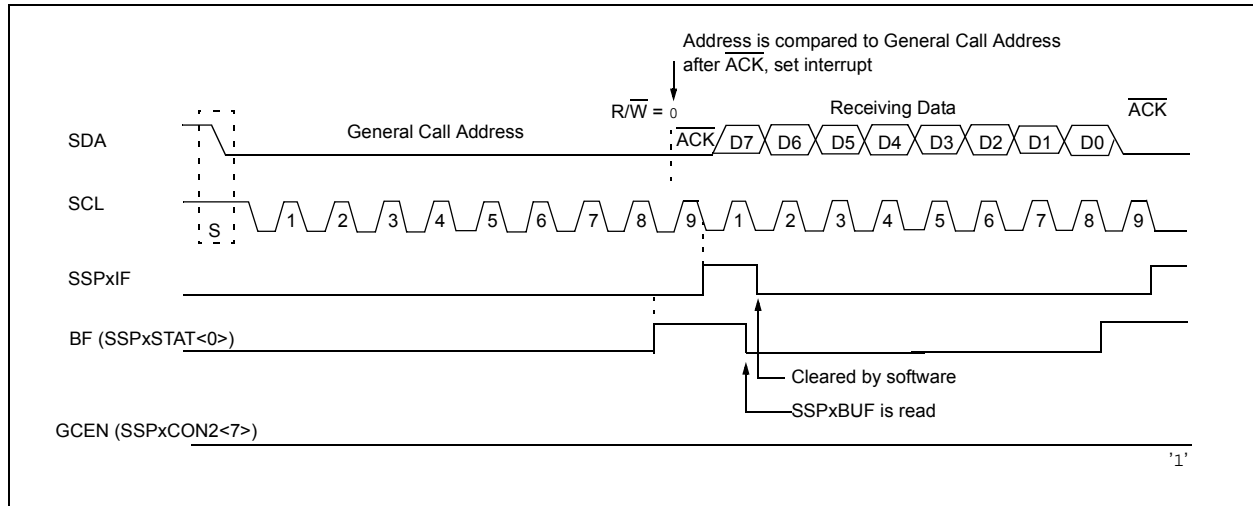 Address is compared to General Call Address
after ACK, set interrupt
R/W = 0
Receiving Data
ACK
SDA
General Call Address
ACK D7 D6 D5 D4 D3 D2 D1 D0
SCL
S
1 2 3 4 5 6 7 8 9 1 2 3 4 5 6 7 8 9
SSPxIF
BF (SSPxSTAT<0>)
Cleared by software
SSPxBUF is read
GCEN (SSPxCON2<7>)
'1'